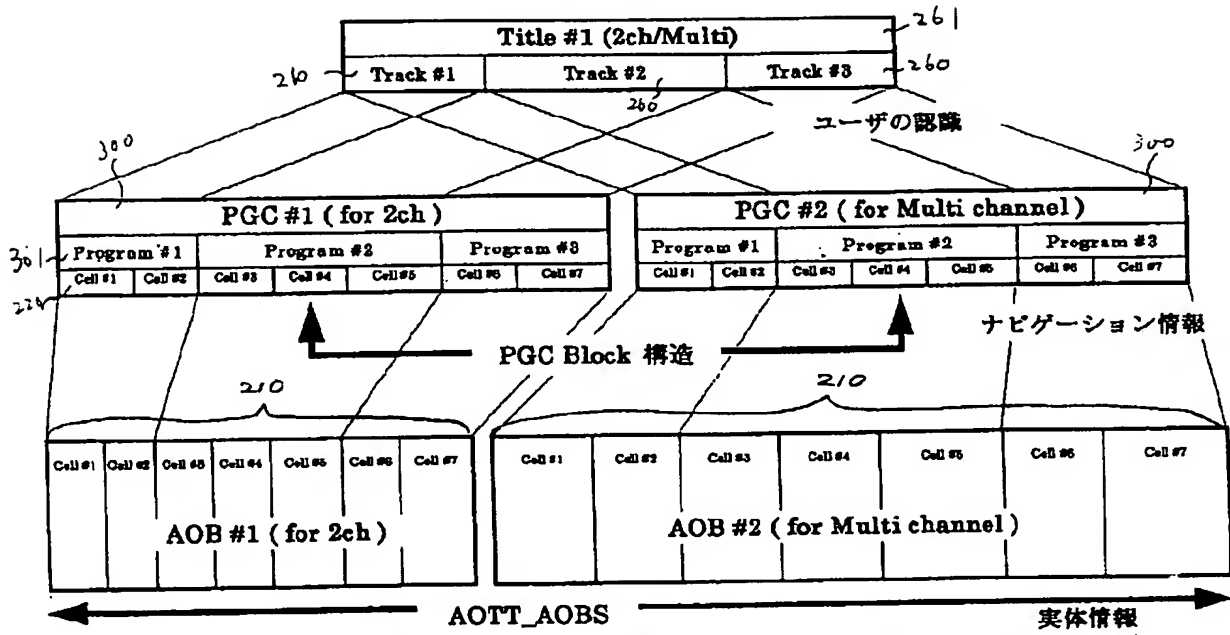 Title #1 (2ch/Multi)
261
260
Track #1
Track #2
Track #3
260
260
ユーザの認識
300
300
PGC #1 ( for 2ch )
PGC #2 ( for Multi channel )
301
Program #1
Program #2
Program #3
Program #1
Program #2
Program #3
Cell #1
Cell #2
Cell #3
Cell #4
Cell #5
Cell #6
Cell #7
Cell #1
Cell #2
Cell #3
Cell #4
Cell #5
Cell #6
Cell #7
ナビゲーション情報
PGC Block 構造
210
210
Cell #1
Cell #2
Cell #3
Cell #4
Cell #5
Cell #6
Cell #7
Cell #1
Cell #2
Cell #3
Cell #4
Cell #5
Cell #6
Cell #7
AOB #1 ( for 2ch )
AOB #2 ( for Multi channel )
AOTT_AOBS
実体情報